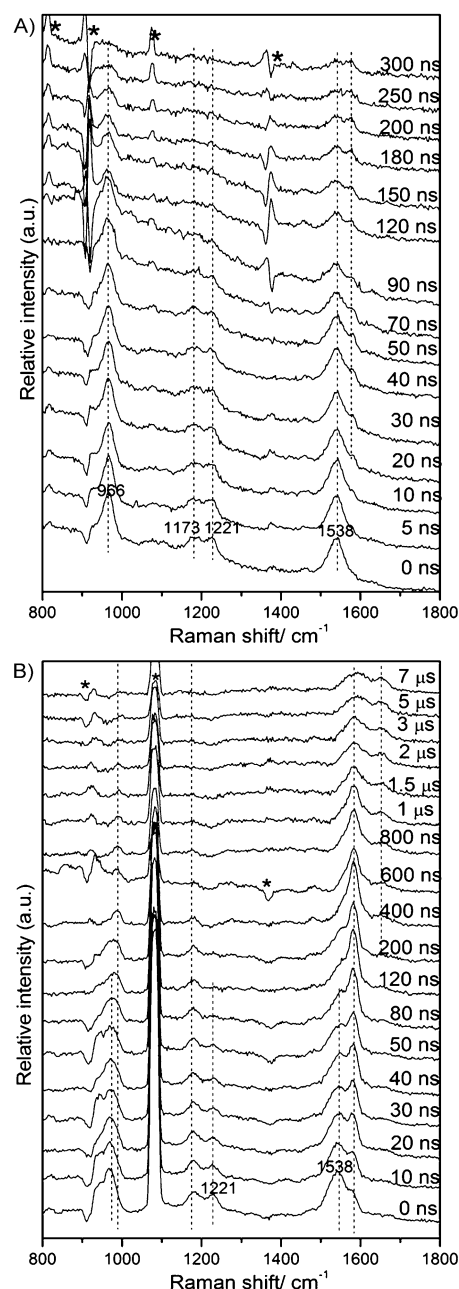 A)
* * * *
300 ns
250 ns
200 ns
180 ns
150 ns
120 ns
90 ns
70 ns
50 ns
40 ns
30 ns
20 ns
10 ns
5 ns
0 ns
966
1173 1221
1538
Relative intensity (a.u.)
800 1000 1200 1400 1600 1800
Raman shift/ cm-1
B)
* * *
7 μs
5 μs
3 μs
2 μs
1.5 μs
1 μs
800 ns
600 ns
400 ns
200 ns
120 ns
80 ns
50 ns
40 ns
30 ns
20 ns
10 ns
0 ns
1221
1538
Relative intensity (a.u.)
800 1000 1200 1400 1600 1800
Raman shift/ cm-1